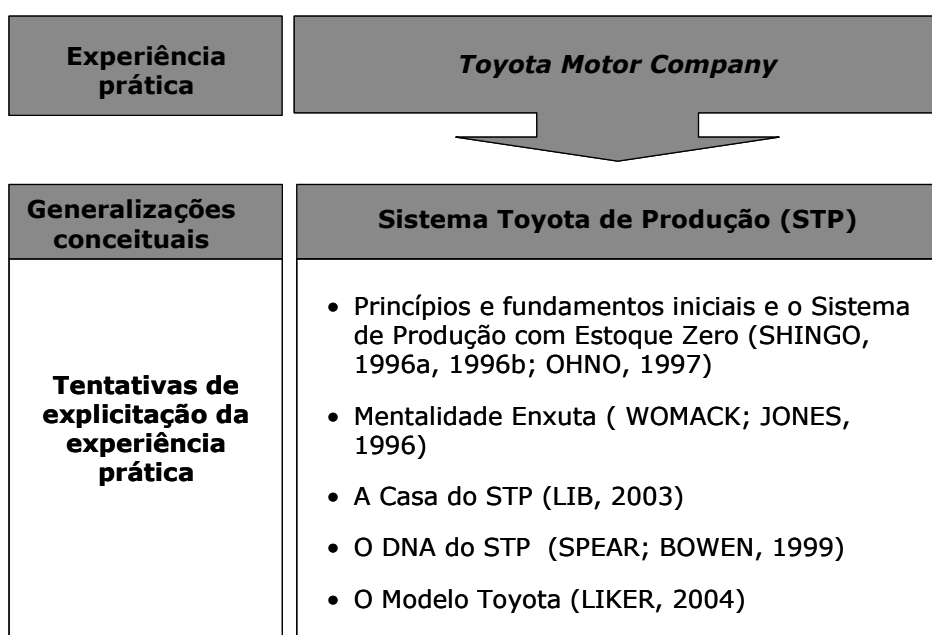 Experiência
prática
Toyota Motor Company
Generalizações
conceituais
Sistema Toyota de Produção (STP)
Tentativas de
explicitação da
experiência
prática
• Princípios e fundamentos iniciais e o Sistema
de Produção com Estoque Zero (SHINGO,
1996a, 1996b; OHNO, 1997)
• Mentalidade Enxuta ( WOMACK; JONES,
1996)
• A Casa do STP (LIB, 2003)
• O DNA do STP (SPEAR; BOWEN, 1999)
• O Modelo Toyota (LIKER, 2004)